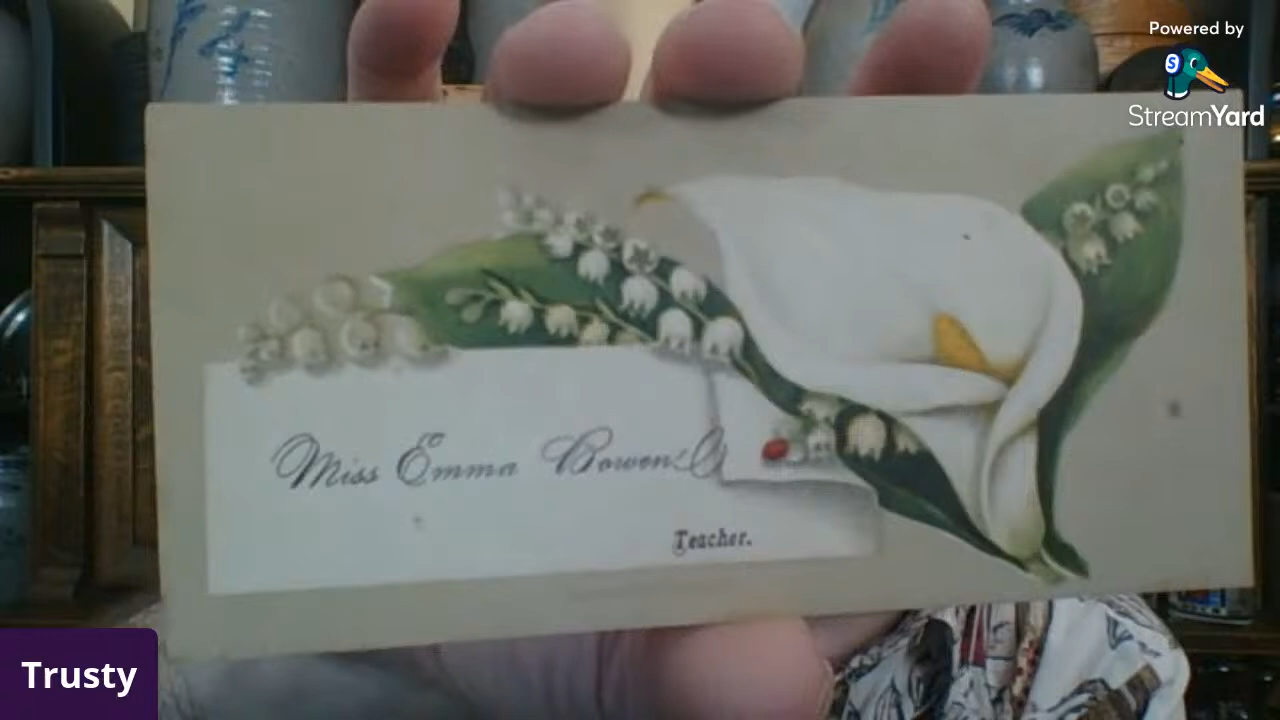 Powered by
StreamYard
Miss Emma Bowen
Teacher.
Trusty